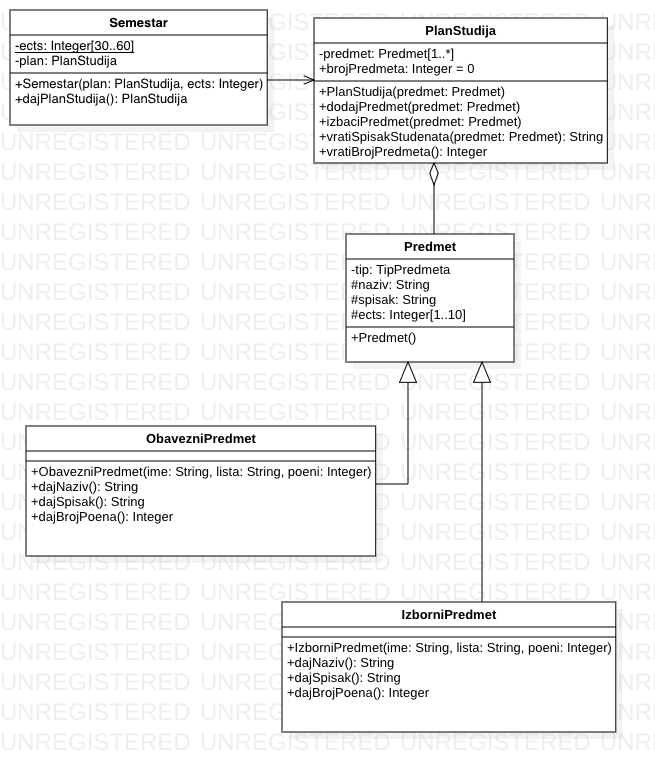 Semestar
-ects: Integer[30..60]
-plan: PlanStudija
+Semestar(plan: PlanStudija, ects: Integer)
+dajPlanStudija(): PlanStudija
PlanStudija
-predmet: Predmet[1..*]
+brojPredmeta: Integer = 0
+PlanStudija(predmet: Predmet)
+dodajPredmet(predmet: Predmet)
+izbaciPredmet(predmet: Predmet)
+vratiSpisakStudenata(predmet: Predmet): String
+vratiBrojPredmeta(): Integer
Predmet
-tip: TipPredmeta
#naziv: String
#spisak: String
#ects: Integer[1..10]
+Predmet()
ObavezniPredmet
+ObavezniPredmet(ime: String, lista: String, poeni: Integer)
+dajNaziv(): String
+dajSpisak(): String
+dajBrojPoena(): Integer
IzborniPredmet
+IzborniPredmet(ime: String, lista: String, poeni: Integer)
+dajNaziv(): String
+dajSpisak(): String
+dajBrojPoena(): Integer
UNREGISTERED